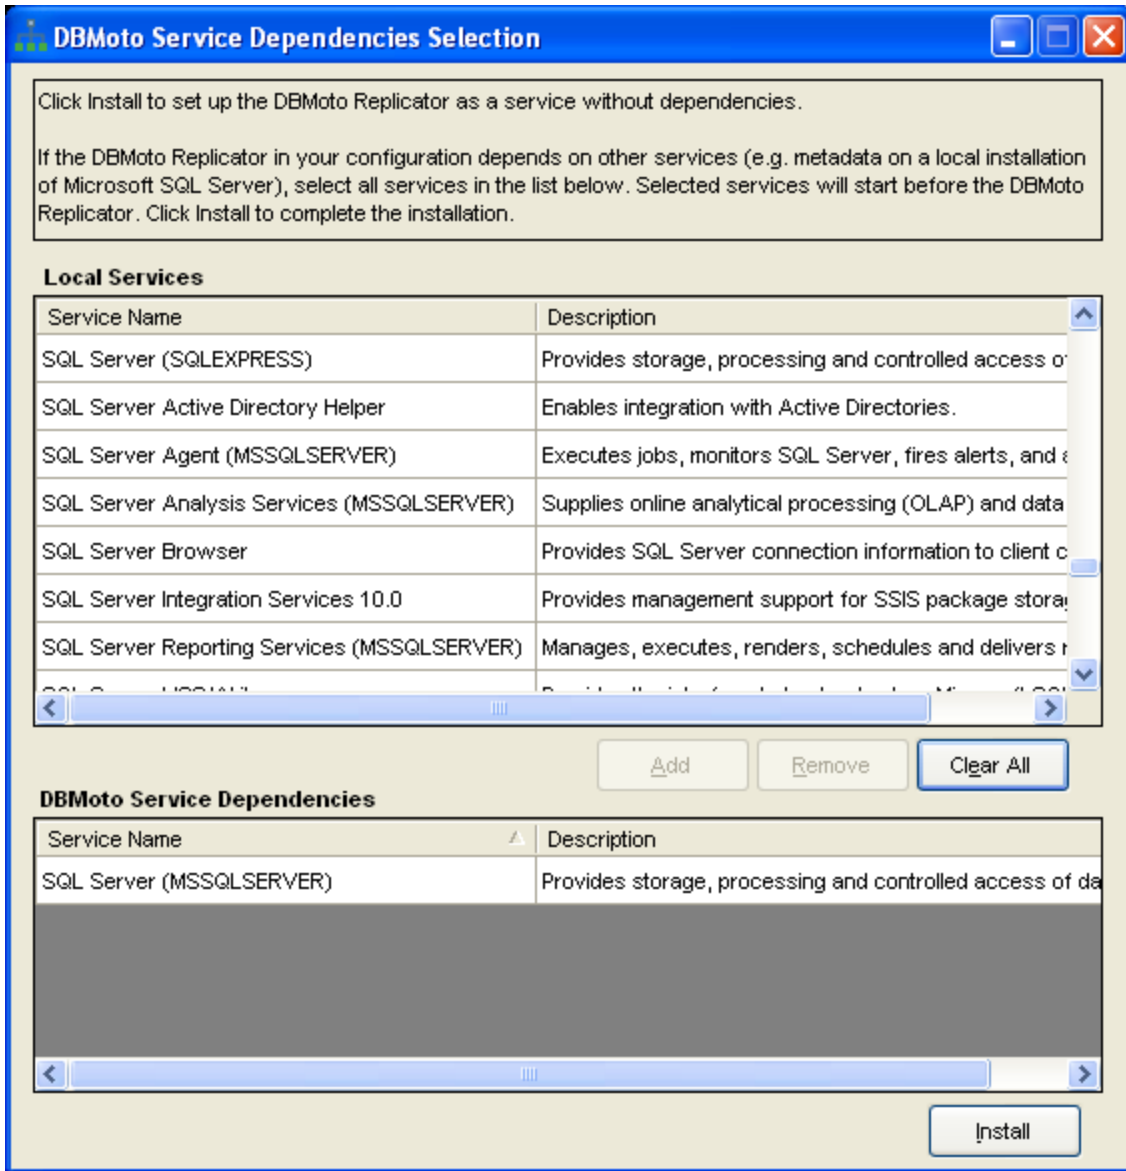 DBMoto Service Dependencies Selection
Click Install to set up the DBMoto Replicator as a service without dependencies.
If the DBMoto Replicator in your configuration depends on other services (e.g. metadata on a local installation
of Microsoft SQL Server), select all services in the list below. Selected services will start before the DBMoto
Replicator. Click Install to complete the installation.
Local Services
Service Name Description
SQL Server (SQLEXPRESS) Provides storage, processing and controlled access of
SQL Server Active Directory Helper Enables integration with Active Directories.
SQL Server Agent (MSSQLSERVER) Executes jobs, monitors SQL Server, fires alerts, and a
SQL Server Analysis Services (MSSQLSERVER) Supplies online analytical processing (OLAP) and data
SQL Server Browser Provides SQL Server connection information to client c
SQL Server Integration Services 10.0 Provides management support for SSIS package storag
SQL Server Reporting Services (MSSQLSERVER) Manages, executes, renders, schedules and delivers r
Add Remove Clear All
DBMoto Service Dependencies
Service Name Description
SQL Server (MSSQLSERVER) Provides storage, processing and controlled access of da
Install